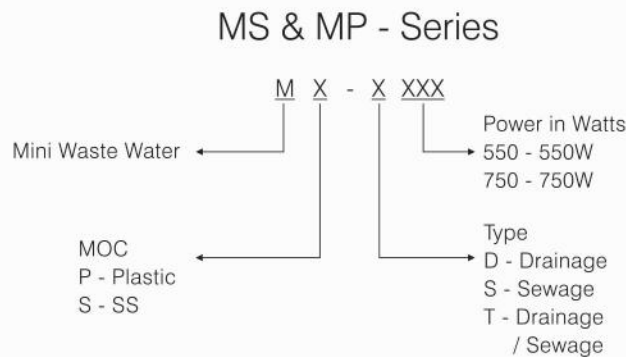 MS & MP - Series
M X - X XXX
Mini Waste Water
Power in Watts
550 - 550W
750 - 750W
MOC
P - Plastic
S - SS
Type
D - Drainage
S - Sewage
T - Drainage
/ Sewage